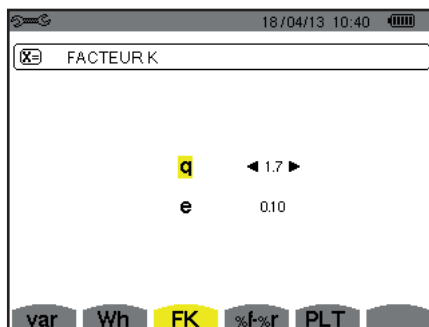 18/04/13 10:40
X= FACTEUR K
q ◄ 1.7 ►
e 0.10
var Wh FK %f-%r PLT